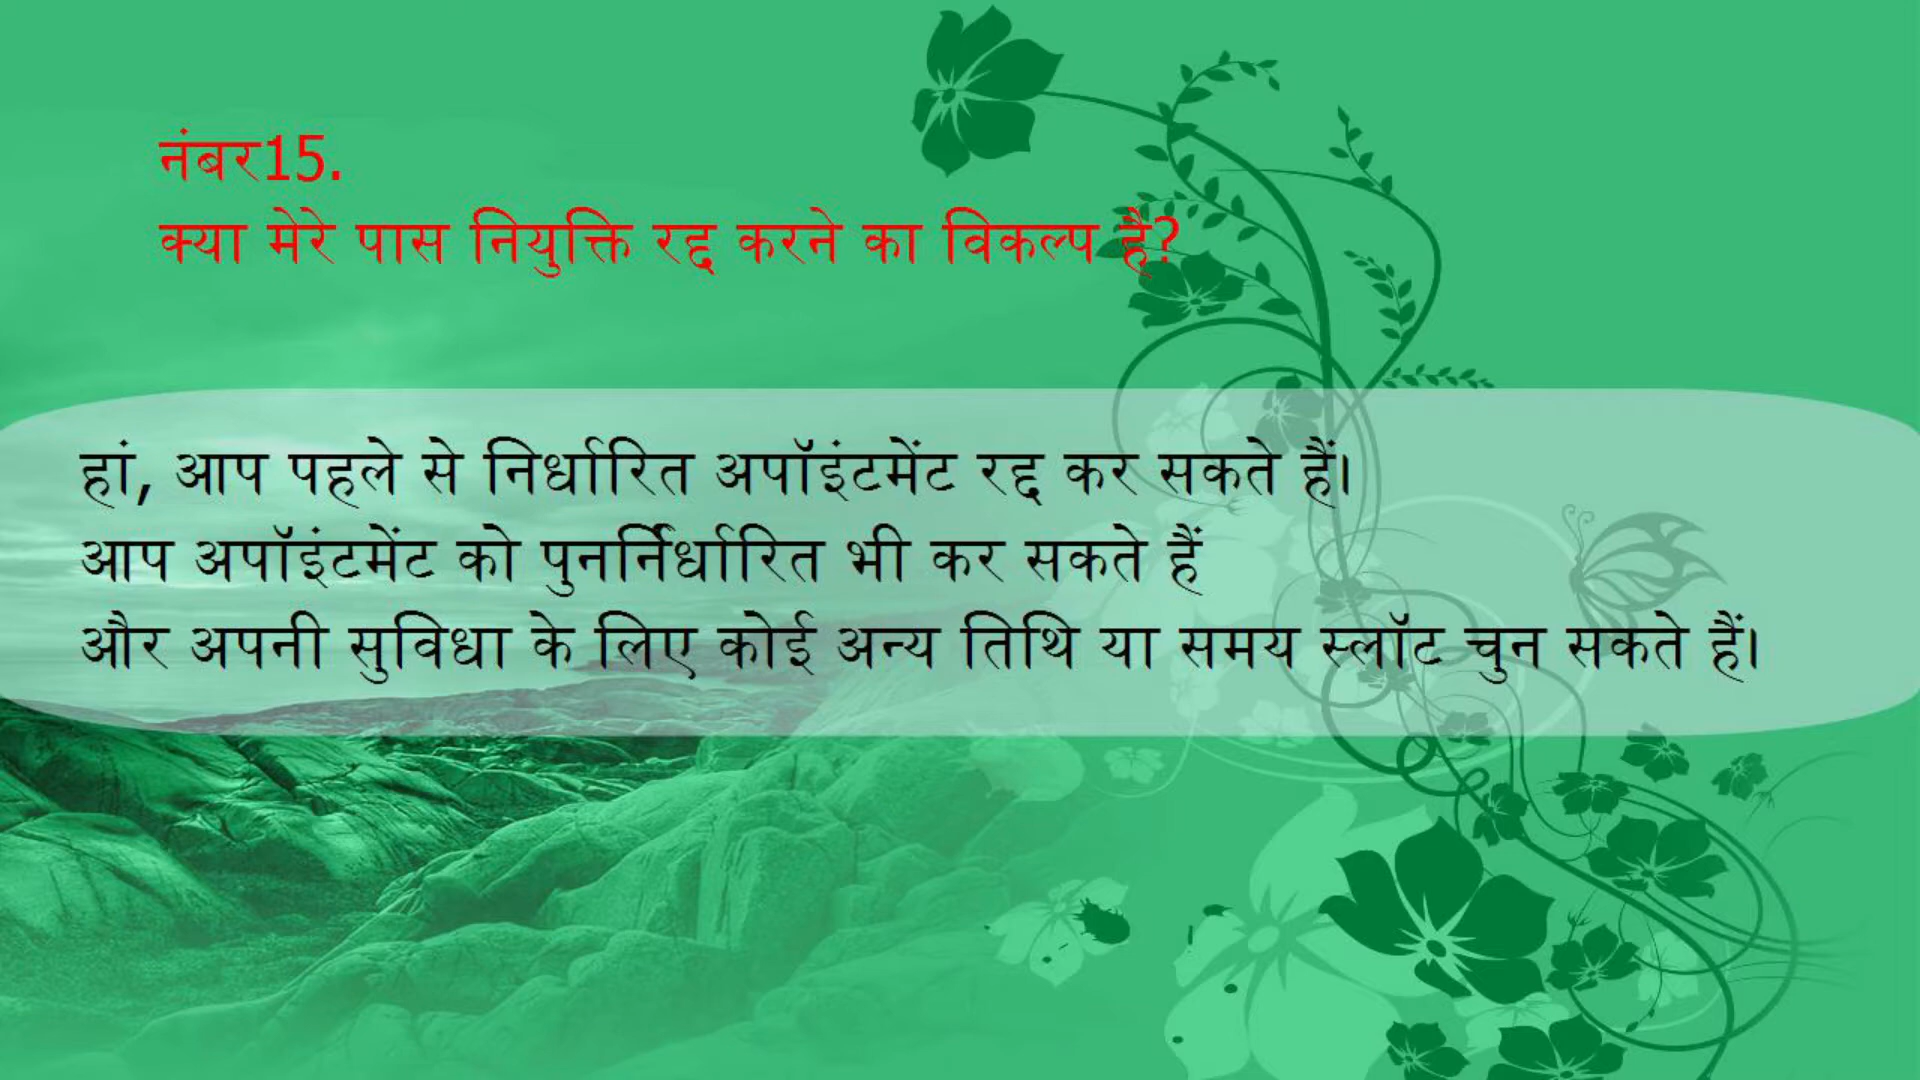 नंबर15.
क्या मेरे पास नियुक्ति रद्द करने का विकल्प है?
हां, आप पहले से निर्धारित अपॉइंटमेंट रद्द कर सकते हैं।
आप अपॉइंटमेंट को पुनर्निर्धारित भी कर सकते हैं
और अपनी सुविधा के लिए कोई अन्य तिथि या समय स्लॉट चुन सकते हैं।